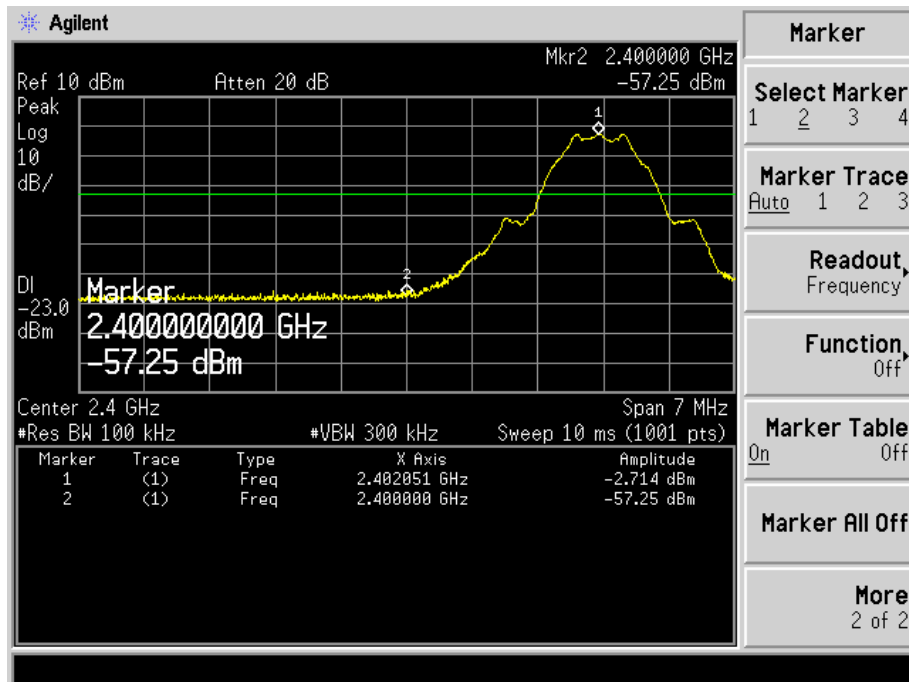 Agilent
Mkr2 2.400000 GHz
Ref 10 dBm Atten 20 dB -57.25 dBm
Peak
Log
10
dB/
1
2
DI
-23.0
dBm
Marker
2.400000000 GHz
-57.25 dBm
Center 2.4 GHz Span 7 MHz
#Res BW 100 kHz #VBW 300 kHz Sweep 10 ms (1001 pts)
Marker Trace Type X Axis Amplitude
1 (1) Freq 2.402051 GHz -2.714 dBm
2 (1) Freq 2.400000 GHz -57.25 dBm
Marker
Select Marker
1 2 3 4
Marker Trace
Auto 1 2 3
Readout
Frequency
Function
Off
Marker Table
On Off
Marker All Off
More
2 of 2